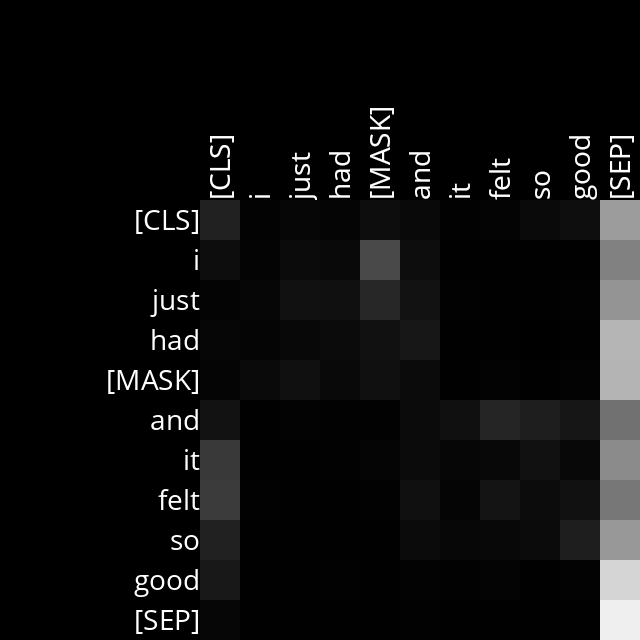 [CLS] i just had [MASK] and it felt so good [SEP]
[CLS]
i
just
had
[MASK]
and
it
felt
so
good
[SEP]